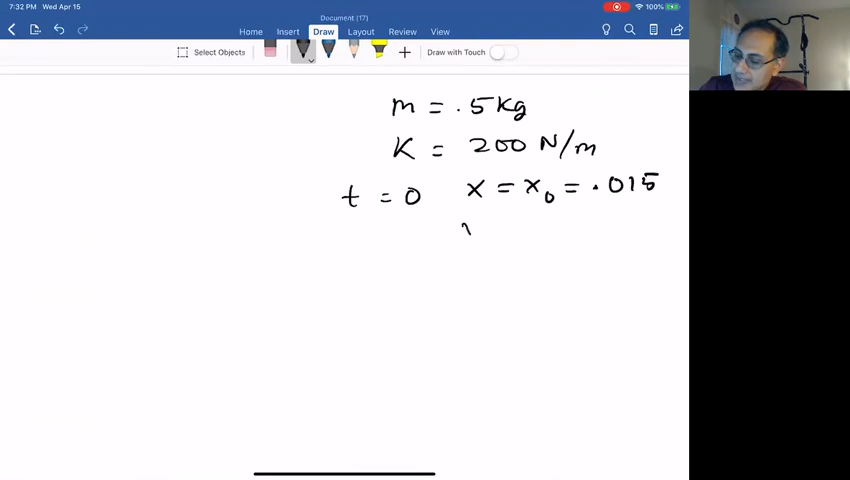 7:32 PM Wed Apr 15
100%
Document (17)
Home Insert Draw Layout Review View
Select Objects
Draw with Touch
m = .5 kg
K = 200 N/m
t = 0 x = x₀ = .015